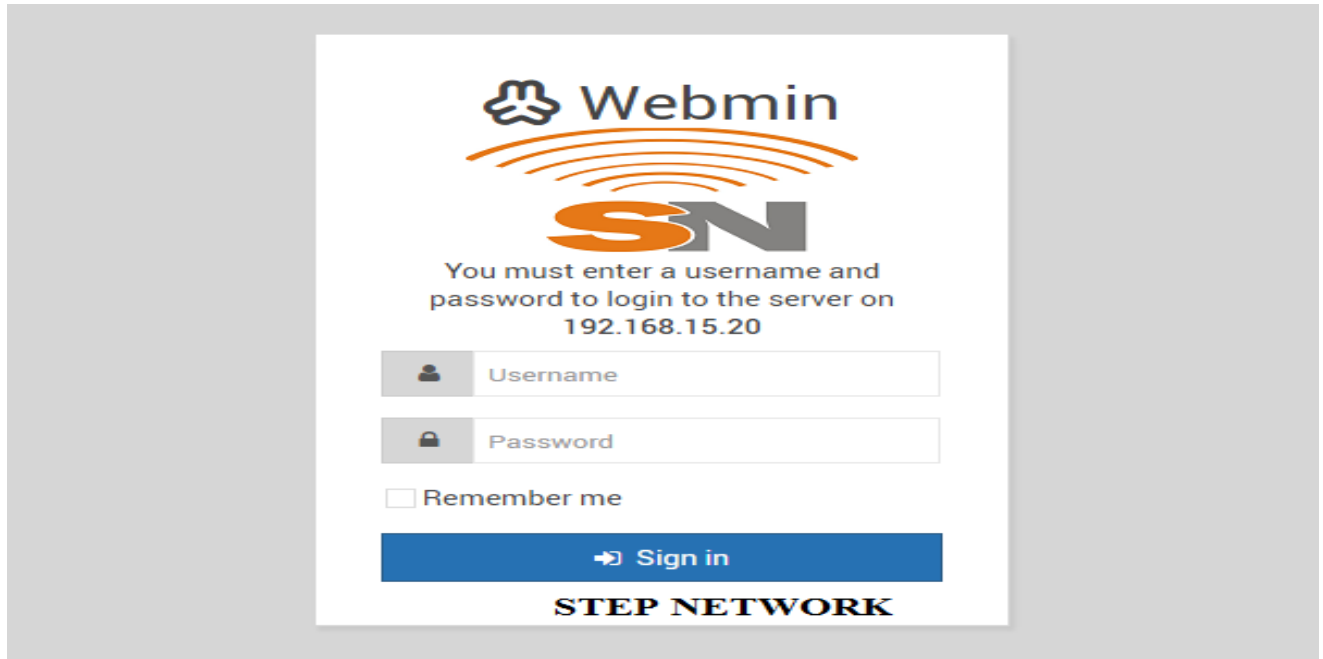 Webmin
SN
You must enter a username and
password to login to the server on
192.168.15.20
Username
Password
Remember me
Sign in
STEP NETWORK